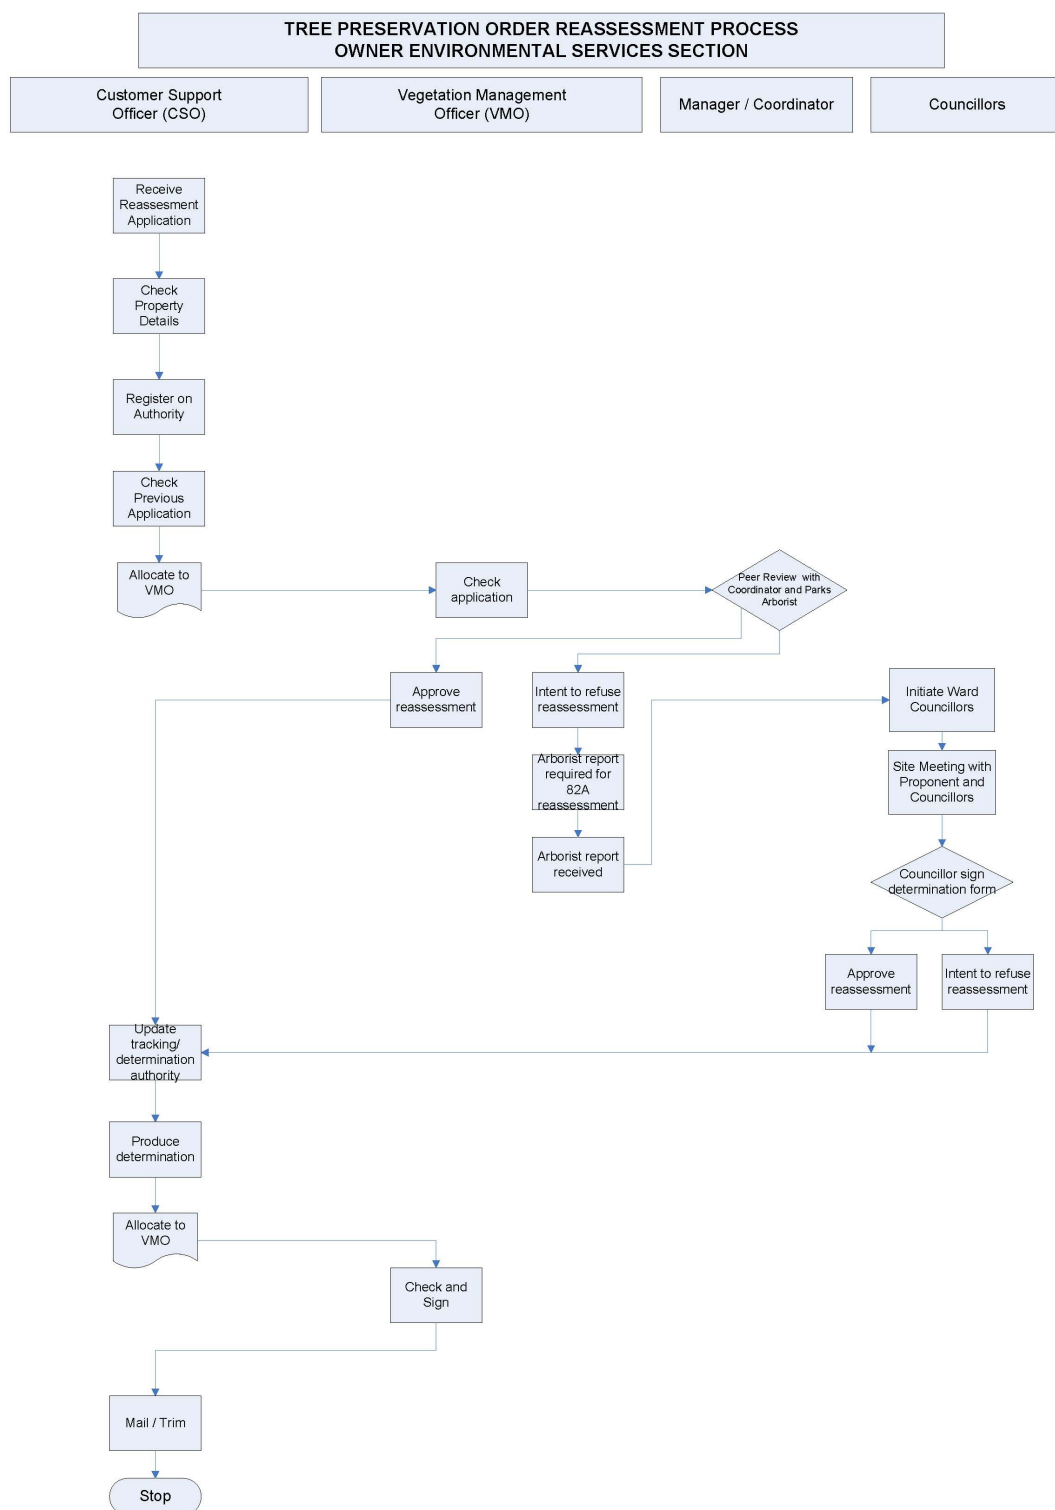 TREE PRESERVATION ORDER REASSESSMENT PROCESS
OWNER ENVIRONMENTAL SERVICES SECTION
Customer Support
Officer (CSO)
Vegetation Management
Officer (VMO)
Manager / Coordinator
Councillors
Receive
Reassesment
Application
Check
Property
Details
Register on
Authority
Check
Previous
Application
Allocate to
VMO
Check
application
Peer Review with
Coordinator and Parks
Arborist
Approve
reassessment
Intent to refuse
reassessment
Arborist report
required for
82A
reassessment
Arborist report
received
Initiate Ward
Councillors
Site Meeting with
Proponent and
Councillors
Councillor sign
determination form
Approve
reassessment
Intent to refuse
reassessment
Update
tracking/
determination
authority
Produce
determination
Allocate to
VMO
Check and
Sign
Mail / Trim
Stop